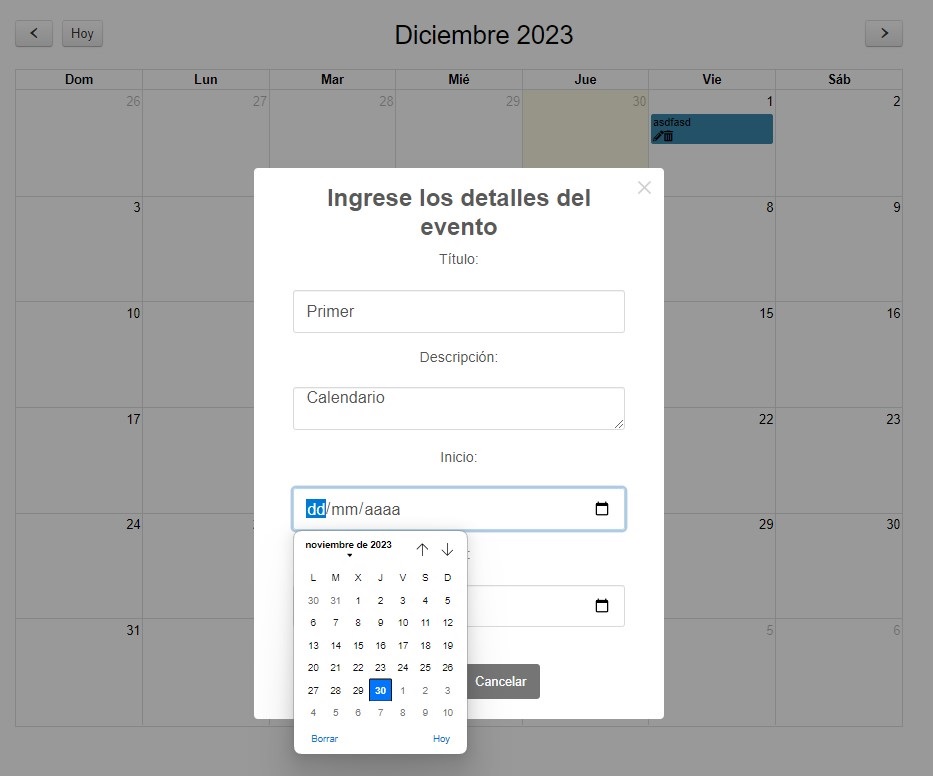 Hoy
Diciembre 2023
Dom Lun Mar Mié Jue Vie Sáb
26 27 28 29 30 1 2
asdfasd
Ingrese los detalles del
evento
3 8 9
Título:
Primer
10 15 16
Descripción:
Calendario
17 22 23
Inicio:
dd/mm/aaaa
24 29 30
noviembre de 2023
:
L M X J V S D
30 31 1 2 3 4 5
6 7 8 9 10 11 12
31 5 6
13 14 15 16 17 18 19
20 21 22 23 24 25 26
Cancelar
27 28 29 30 1 2 3
4 5 6 7 8 9 10
Borrar Hoy